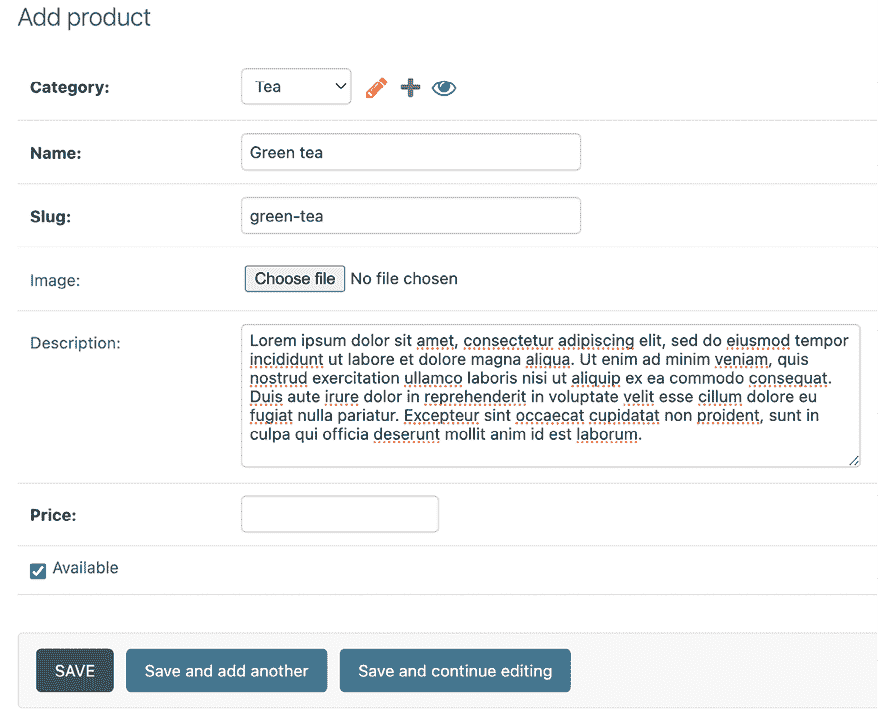 Add product
Category: Tea
Name: Green tea
Slug: green-tea
Image: Choose file No file chosen
Description: Lorem ipsum dolor sit amet, consectetur adipiscing elit, sed do eiusmod tempor
incididunt ut labore et dolore magna aliqua. Ut enim ad minim veniam, quis
nostrud exercitation ullamco laboris nisi ut aliquip ex ea commodo consequat.
Duis aute irure dolor in reprehenderit in voluptate velit esse cillum dolore eu
fugiat nulla pariatur. Excepteur sint occaecat cupidatat non proident, sunt in
culpa qui officia deserunt mollit anim id est laborum.
Price:
Available
SAVE Save and add another Save and continue editing